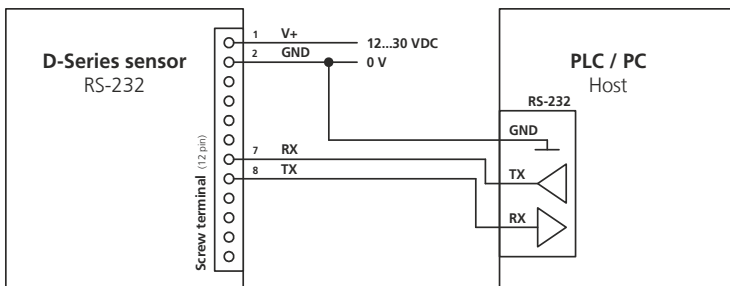 D-Series sensor
RS-232
Screw terminal (12 pin)
1 V+ 12...30 VDC
2 GND 0 V
7 RX
8 TX
PLC / PC
Host
RS-232
GND
TX
RX